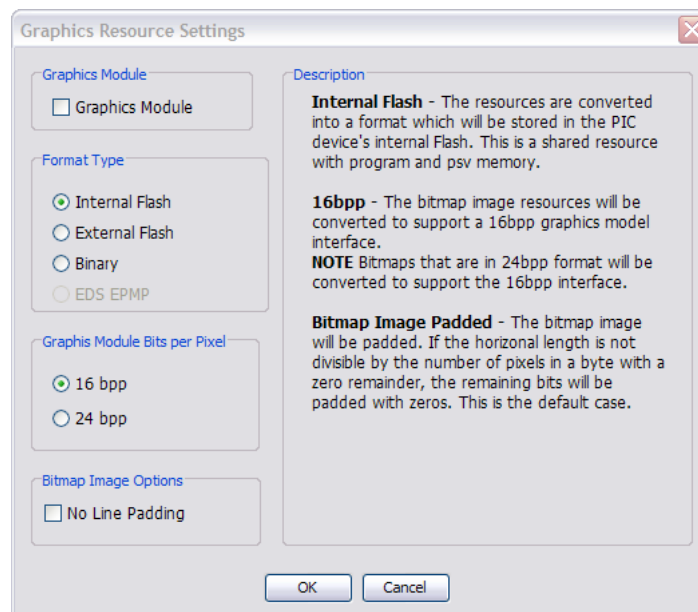 Graphics Resource Settings
Graphics Module
Graphics Module
Format Type
Internal Flash
External Flash
Binary
EDS EPMP
Graphis Module Bits per Pixel
16 bpp
24 bpp
Bitmap Image Options
No Line Padding
Description
Internal Flash - The resources are converted
into a format which will be stored in the PIC
device's internal Flash. This is a shared resource
with program and psv memory.
16bpp - The bitmap image resources will be
converted to support a 16bpp graphics model
interface.
NOTE Bitmaps that are in 24bpp format will be
converted to support the 16bpp interface.
Bitmap Image Padded - The bitmap image
will be padded. If the horizonal length is not
divisible by the number of pixels in a byte with a
zero remainder, the remaining bits will be
padded with zeros. This is the default case.
OK
Cancel